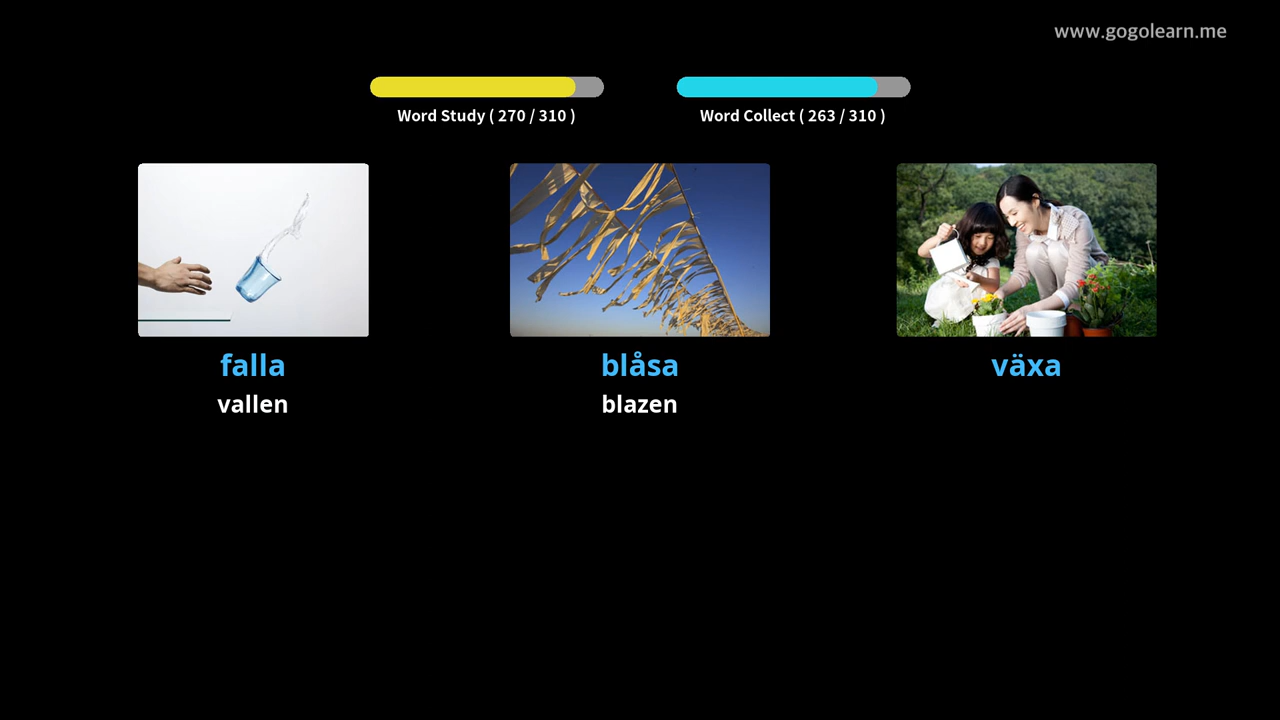 www.gogolearn.me
Word Study ( 270 / 310 )
Word Collect ( 263 / 310 )
falla
blåsa
växa
vallen
blazen